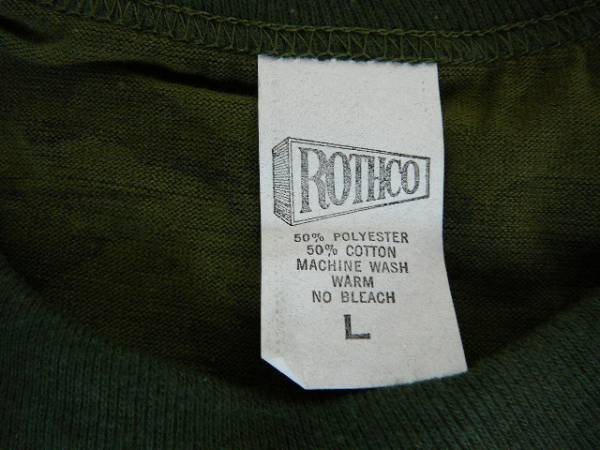 ROTHCO
50% POLYESTER
50% COTTON
MACHINE WASH
WARM
NO BLEACH
L